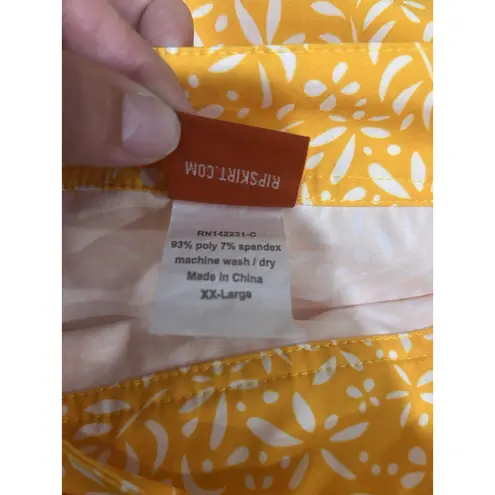 RIPSKIRT.COM
RN142231-C
93% poly 7% spandex
machine wash / dry
Made in China
XX-Large